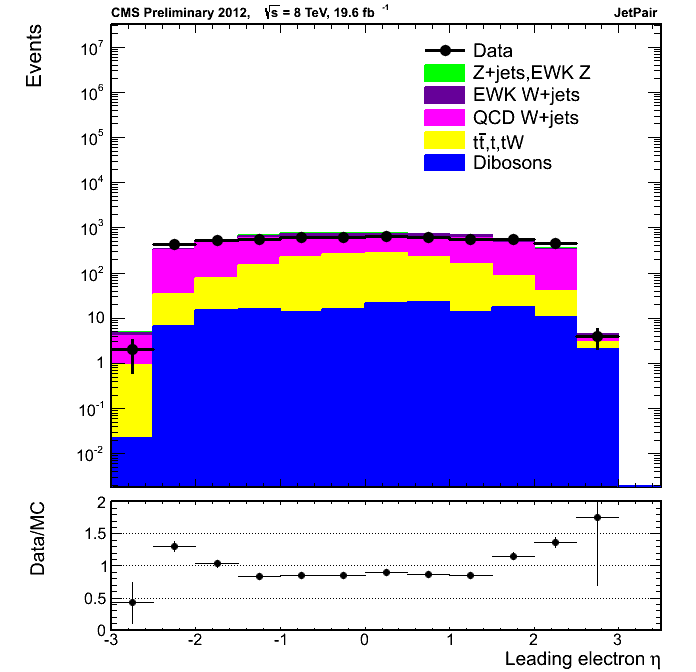 CMS Preliminary 2012, √s = 8 TeV, 19.6 fb⁻¹ JetPair
Events
Data
Z+jets,EWK Z
EWK W+jets
QCD W+jets
tt̄,t,tW
Dibosons
10⁷
10⁶
10⁵
10⁴
10³
10²
10
1
10⁻¹
10⁻²
Data/MC
2
1.5
1
0.5
0
-3 -2 -1 0 1 2 3
Leading electron η